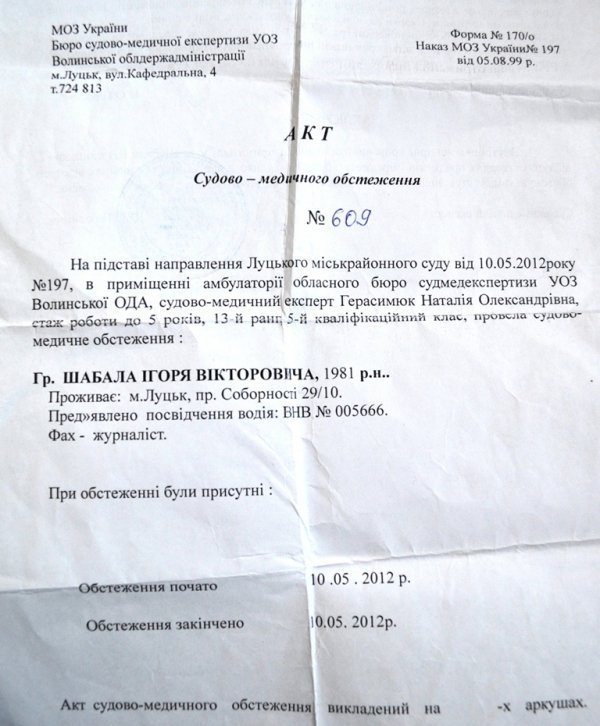 МОЗ України
Бюро судово-медичної експертизи УОЗ
Волинської облдержадміністрації
м.Луцьк, вул.Кафедральна, 4
т.724 813
Форма № 170/о
Наказ МОЗ України№ 197
від 05.08.99 р.
АКТ
Судово – медичного обстеження
№ 609
На підставі направлення Луцького міськрайонного суду від 10.05.2012року
№197, в приміщенні амбулаторії обласного бюро судмедекспертизи УОЗ
Волинської ОДА, судово-медичний експерт Герасимюк Наталія Олександрівна,
стаж роботи до 5 років, 13-й ранг, 5-й кваліфікаційний клас, провела судово-
медичне обстеження :
Гр. ШАБАЛА ІГОРЯ ВІКТОРОВИЧА, 1981 р.н..
Проживає: м.Луцьк, пр. Соборності 29/10.
Пред»явлено посвідчення водія: ВНВ № 005666.
Фах - журналіст.
При обстеженні були присутні :
Обстеження почато 10 .05 . 2012 р.
Обстеження закінчено 10.05. 2012р.
Акт судово-медичного обстеження викладений на -х аркушах.